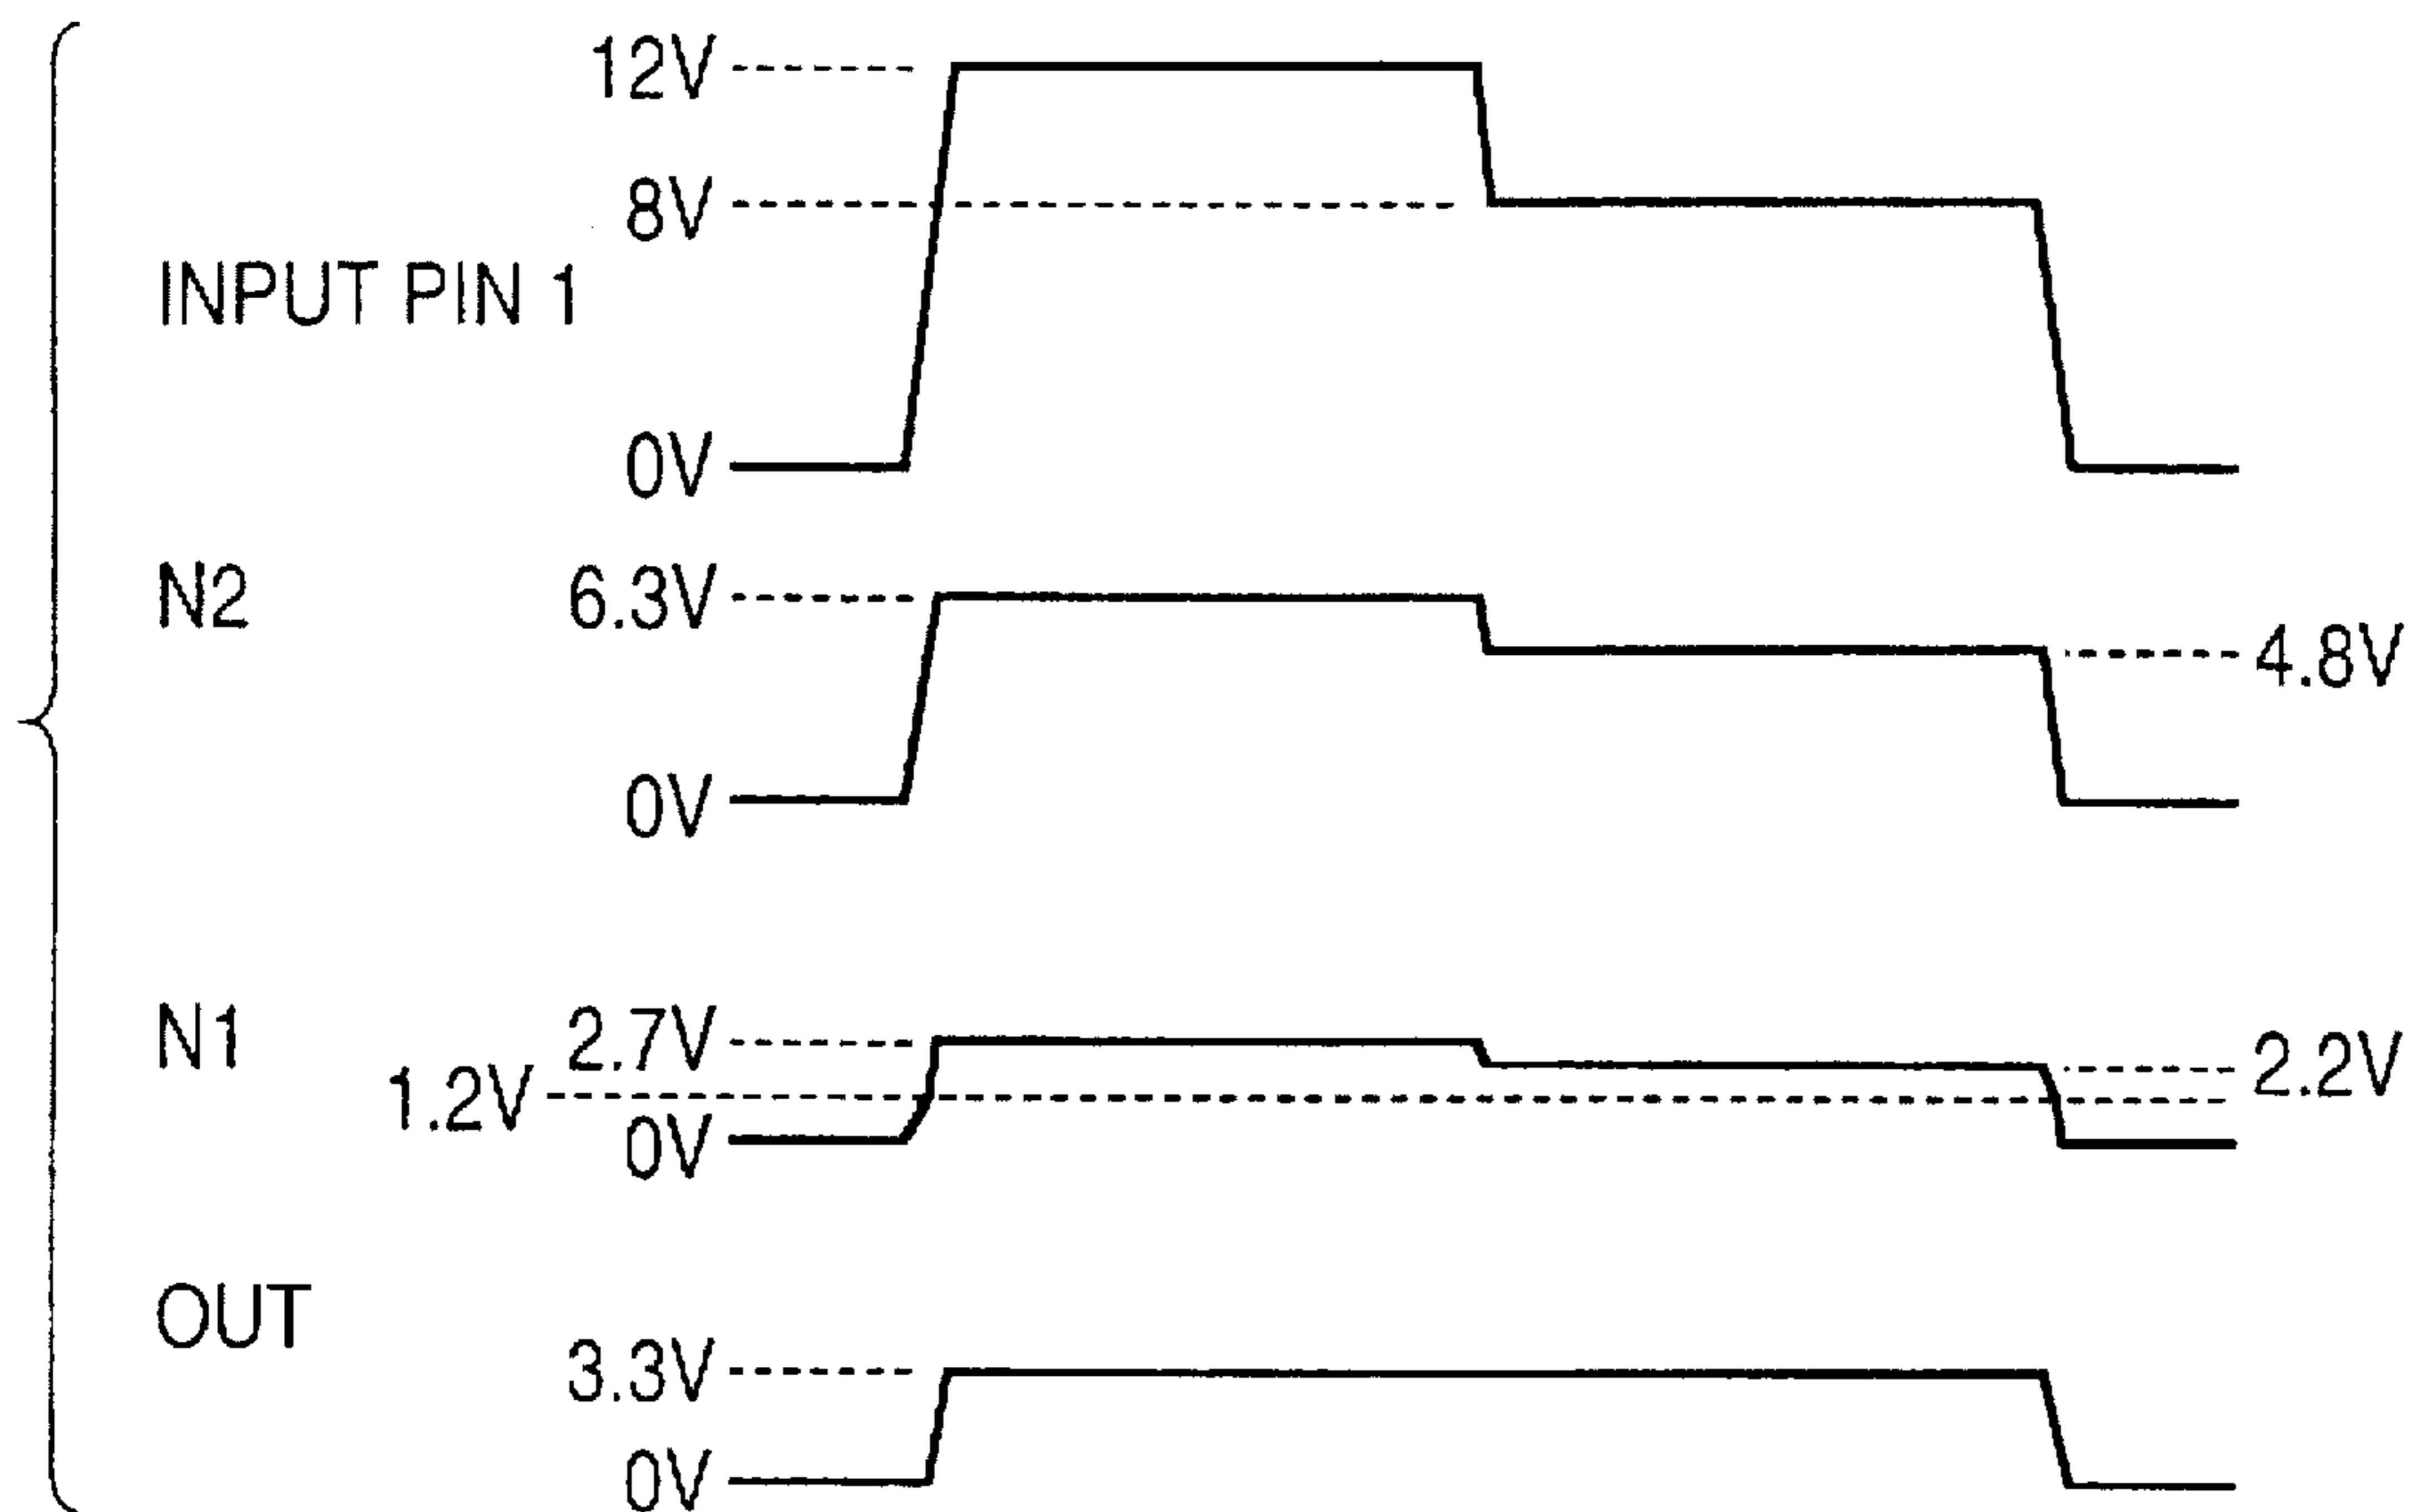 12V
8V
INPUT PIN 1
0V
N2 6.3V
4.8V
0V
N1 2.7V
2.2V
1.2V
0V
OUT
3.3V
0V